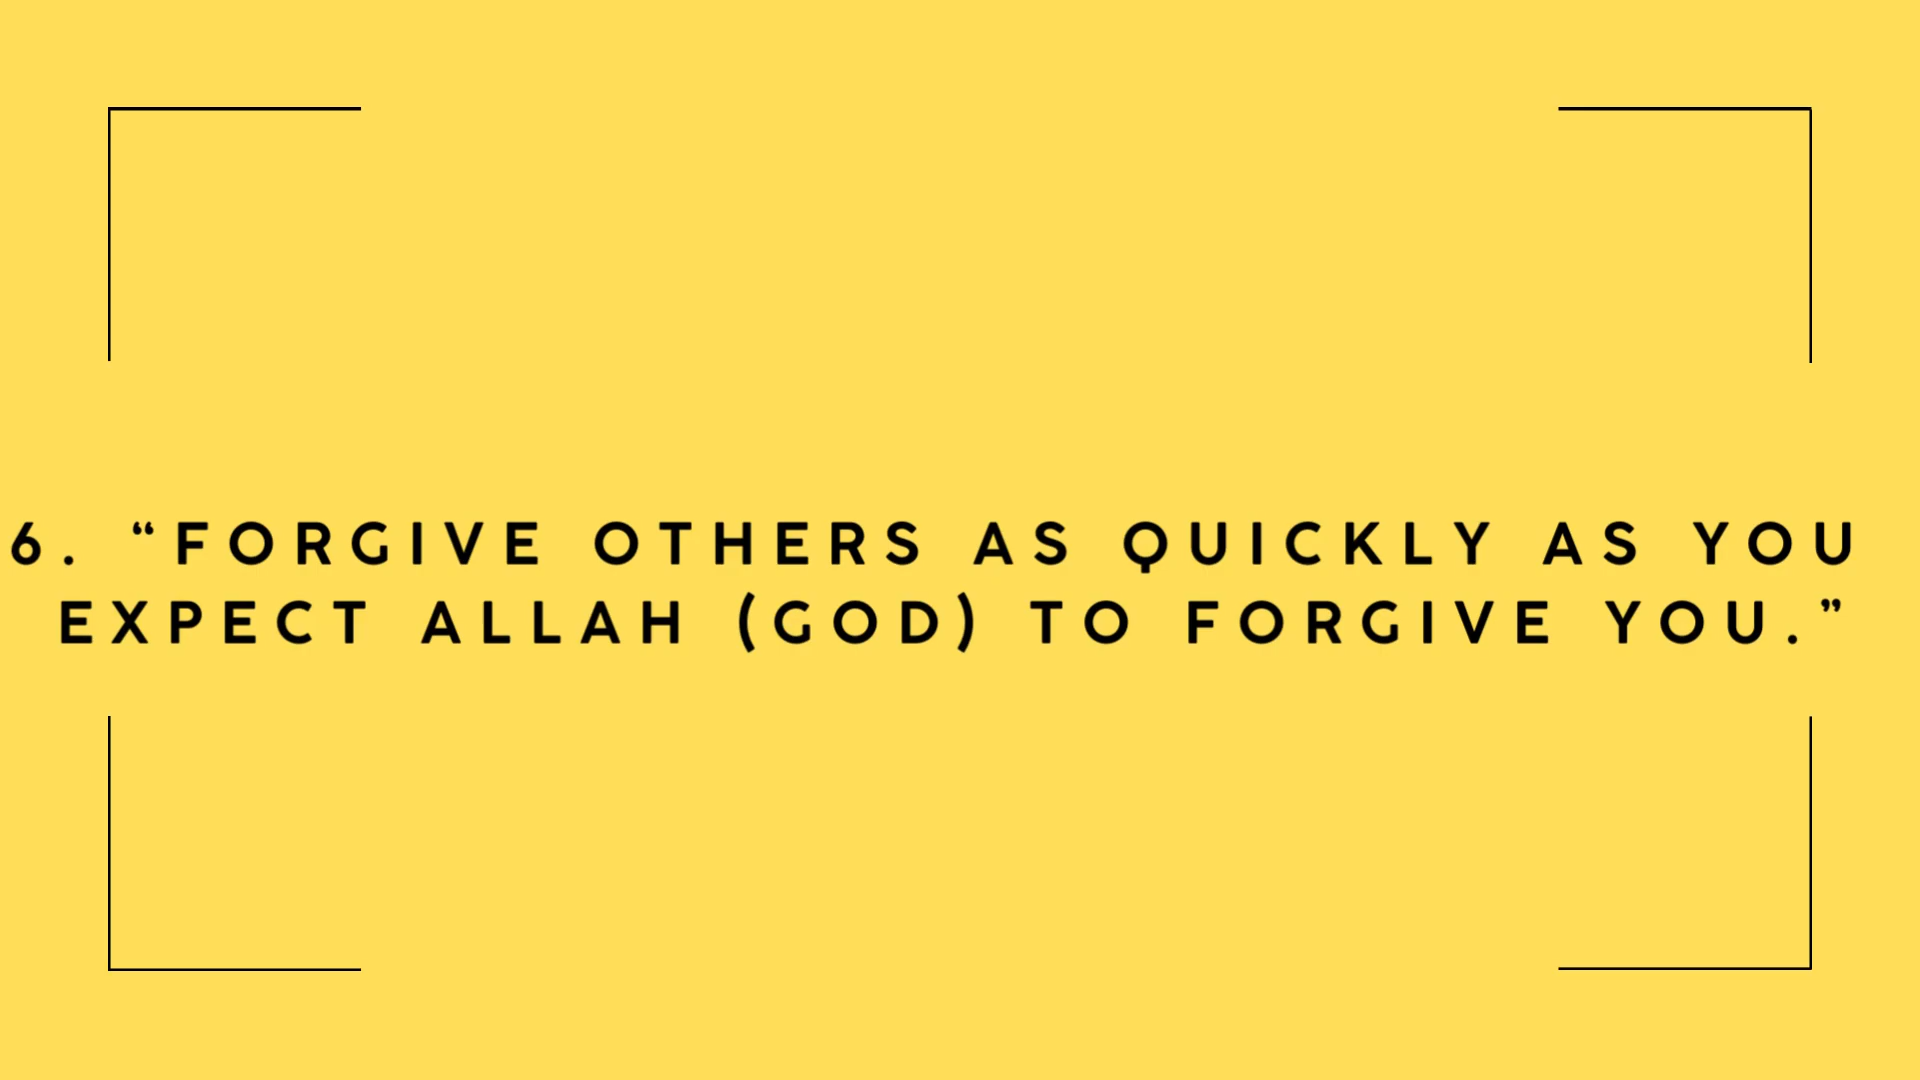 6. “FORGIVE OTHERS AS QUICKLY AS YOU
EXPECT ALLAH (GOD) TO FORGIVE YOU.”